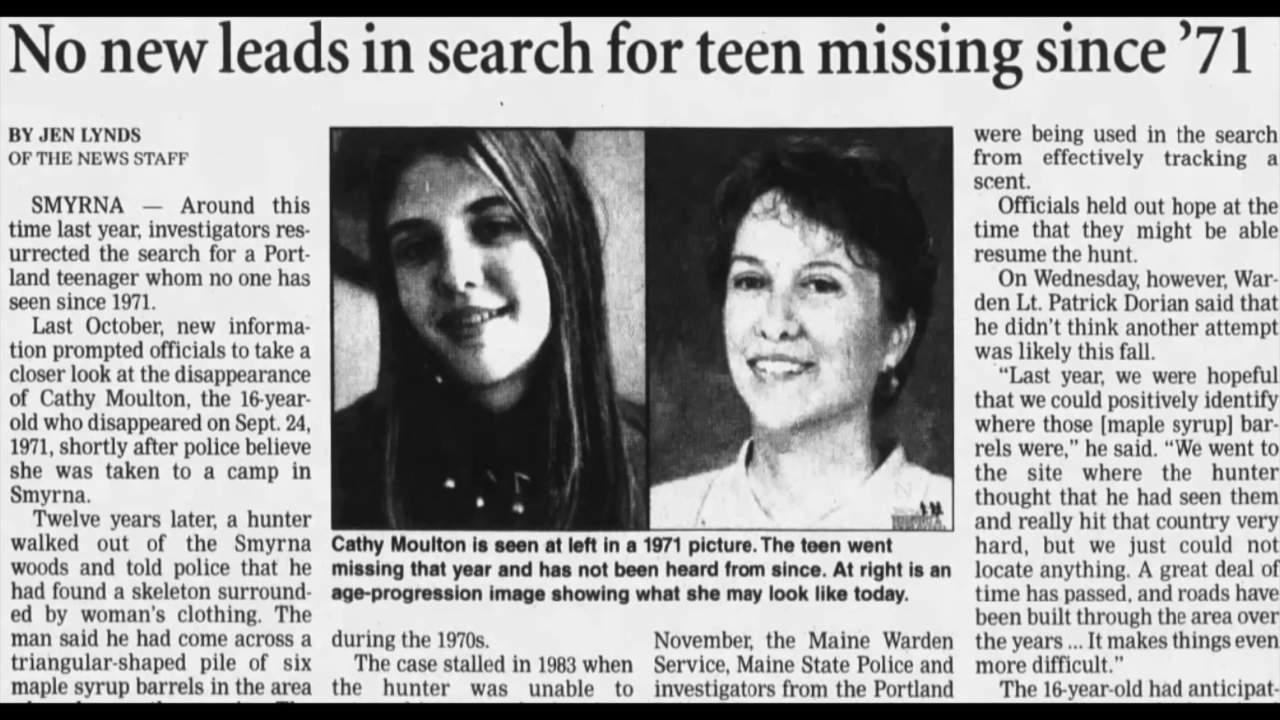 No new leads in search for teen missing since ’71
BY JEN LYNDS
OF THE NEWS STAFF
SMYRNA — Around this
time last year, investigators res-
urrected the search for a Port-
land teenager whom no one has
seen since 1971.
Last October, new informa-
tion prompted officials to take a
closer look at the disappearance
of Cathy Moulton, the 16-year-
old who disappeared on Sept. 24,
1971, shortly after police believe
she was taken to a camp in
Smyrna.
Twelve years later, a hunter
walked out of the Smyrna
woods and told police that he
had found a skeleton surround-
ed by woman’s clothing. The
man said he had come across a
triangular-shaped pile of six
maple syrup barrels in the area
Cathy Moulton is seen at left in a 1971 picture. The teen went
missing that year and has not been heard from since. At right is an
age-progression image showing what she may look like today.
during the 1970s.
The case stalled in 1983 when
the hunter was unable to
November, the Maine Warden
Service, Maine State Police and
investigators from the Portland
were being used in the search
from effectively tracking a
scent.
Officials held out hope at the
time that they might be able
resume the hunt.
On Wednesday, however, War-
den Lt. Patrick Dorian said that
he didn’t think another attempt
was likely this fall.
“Last year, we were hopeful
that we could positively identify
where those [maple syrup] bar-
rels were,” he said. “We went to
the site where the hunter
thought that he had seen them
and really hit that country very
hard, but we just could not
locate anything. A great deal of
time has passed, and roads have
been built through the area over
the years ... It makes things even
more difficult.”
The 16-year-old had anticipat-